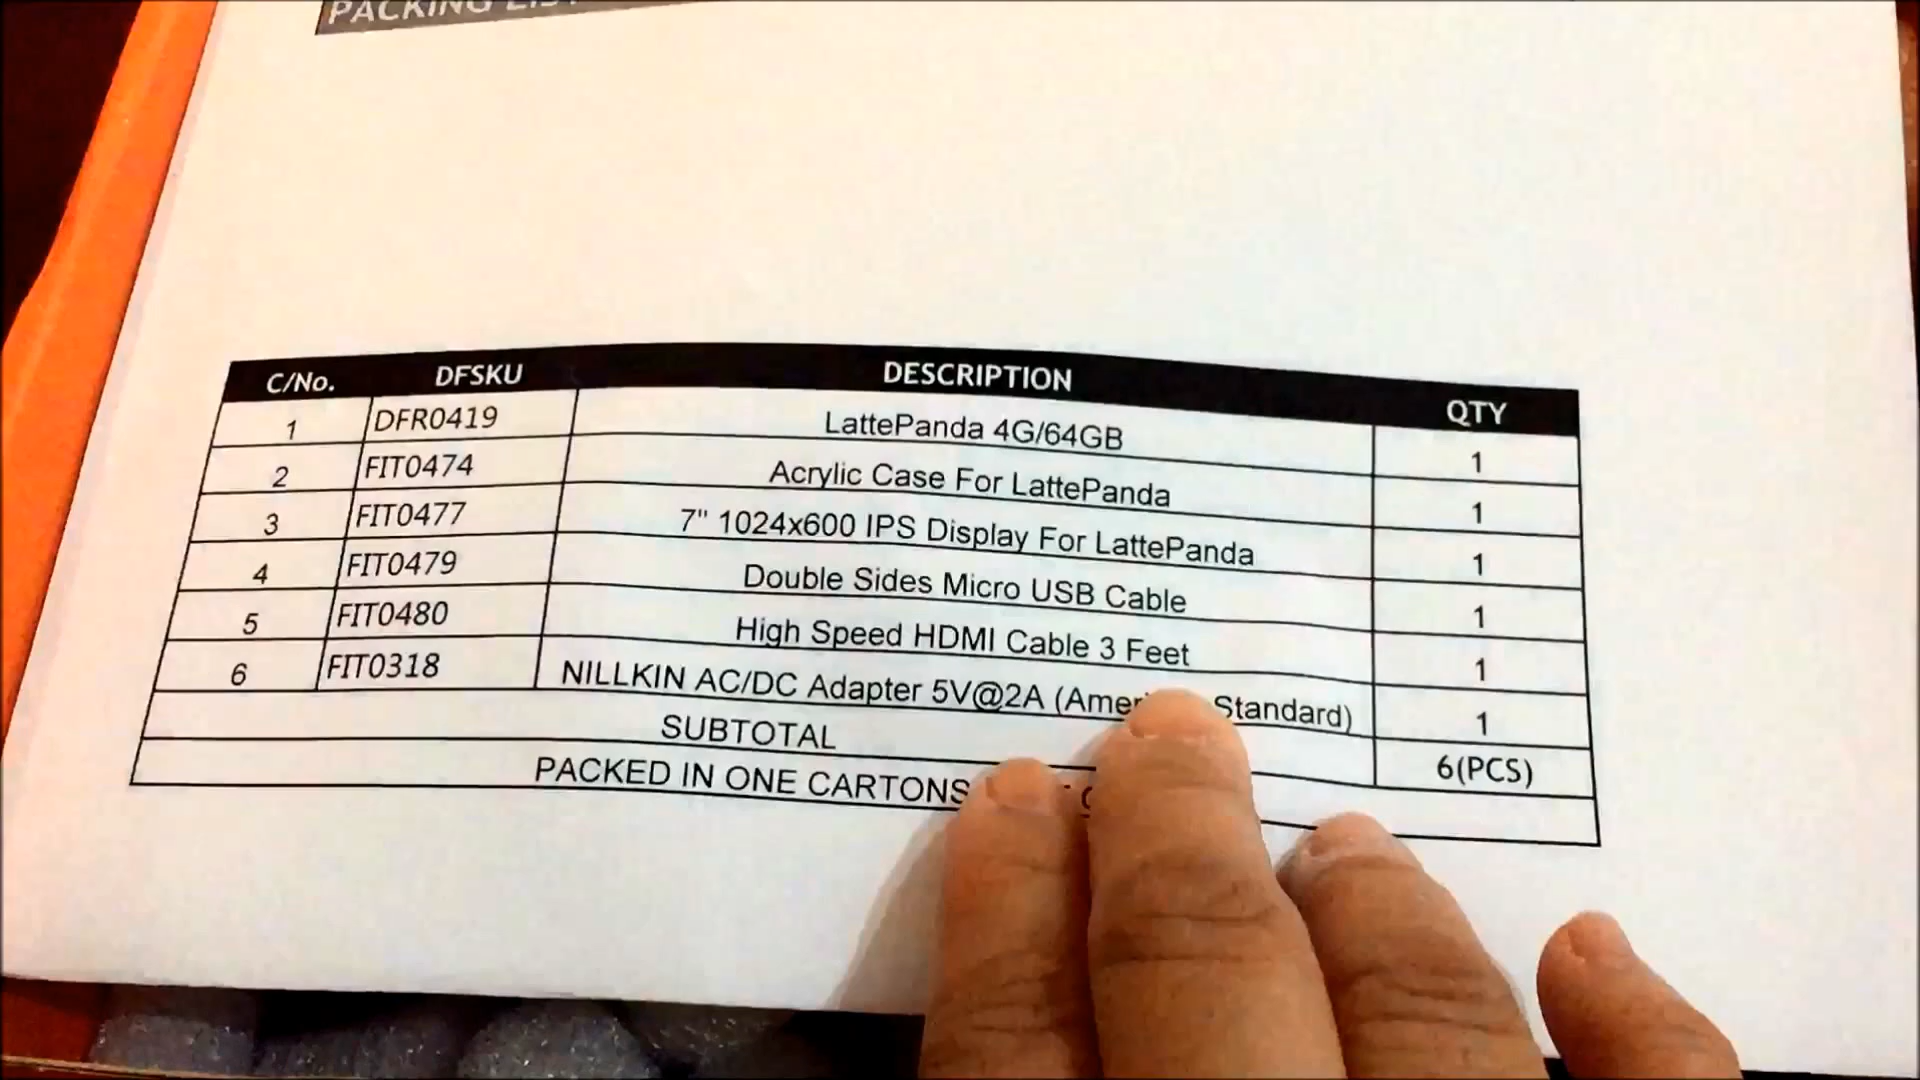 PACKING
C/No. DFSKU DESCRIPTION QTY
1 DFR0419 LattePanda 4G/64GB 1
2 FIT0474 Acrylic Case For LattePanda 1
3 FIT0477 7" 1024x600 IPS Display For LattePanda 1
4 FIT0479 Double Sides Micro USB Cable 1
5 FIT0480 High Speed HDMI Cable 3 Feet 1
6 FIT0318 NILLKIN AC/DC Adapter 5V@2A Standard) 1
SUBTOTAL 6(PCS)
PACKED IN ONE CARTONS